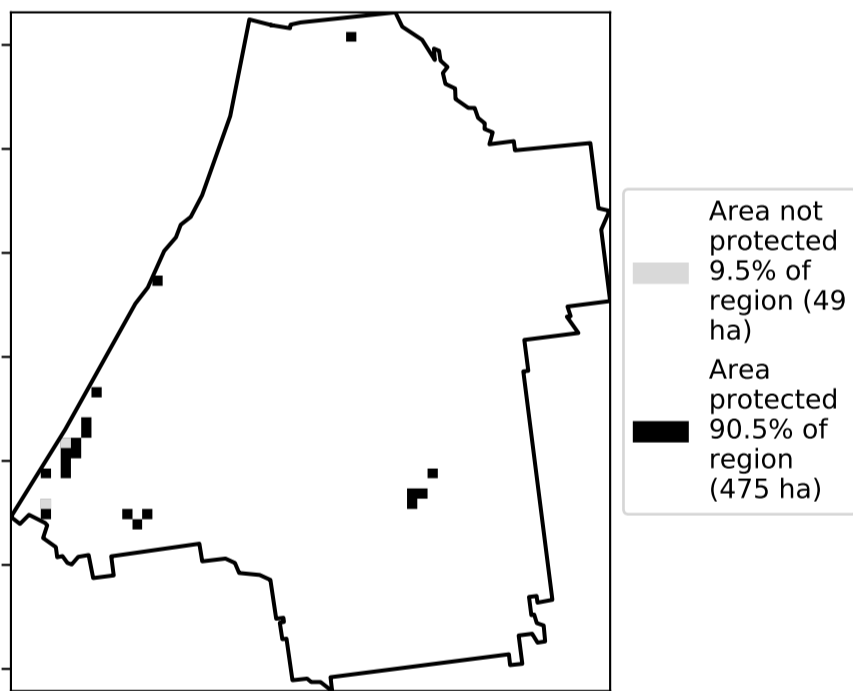 Area not
protected
9.5% of
region (49
ha)
Area
protected
90.5% of
region
(475 ha)